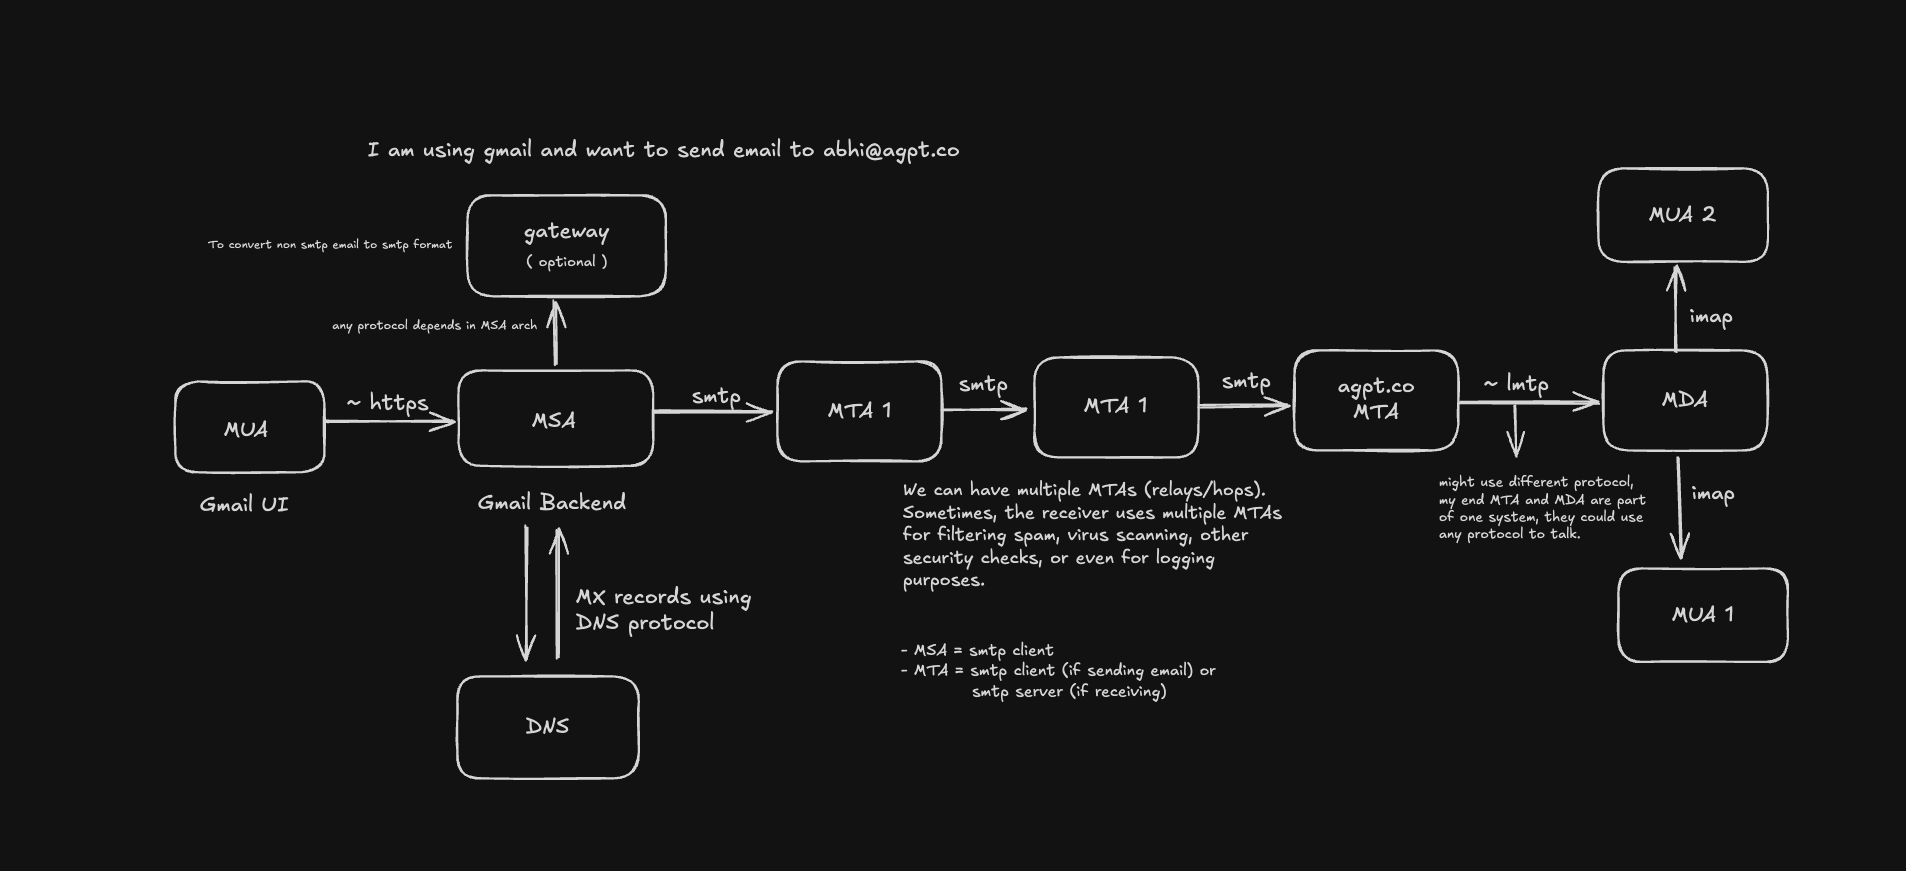 I am using gmail and want to send email to abhi@agpt.co
MUA 2
gateway
( optional )
To convert non smtp email to smtp format
any protocol depends in MSA arch
imap
MUA
~ https
MSA
smtp
MTA 1
smtp
MTA 1
smtp
agpt.co
MTA
~ lmtp
MDA
Gmail UI
Gmail Backend
We can have multiple MTAs (relays/hops).
Sometimes, the receiver uses multiple MTAs
for filtering spam, virus scanning, other
security checks, or even for logging
purposes.
might use different protocol,
my end MTA and MDA are part
of one system, they could use
any protocol to talk.
imap
MX records using
DNS protocol
MUA 1
- MSA = smtp client
- MTA = smtp client (if sending email) or
smtp server (if receiving)
DNS